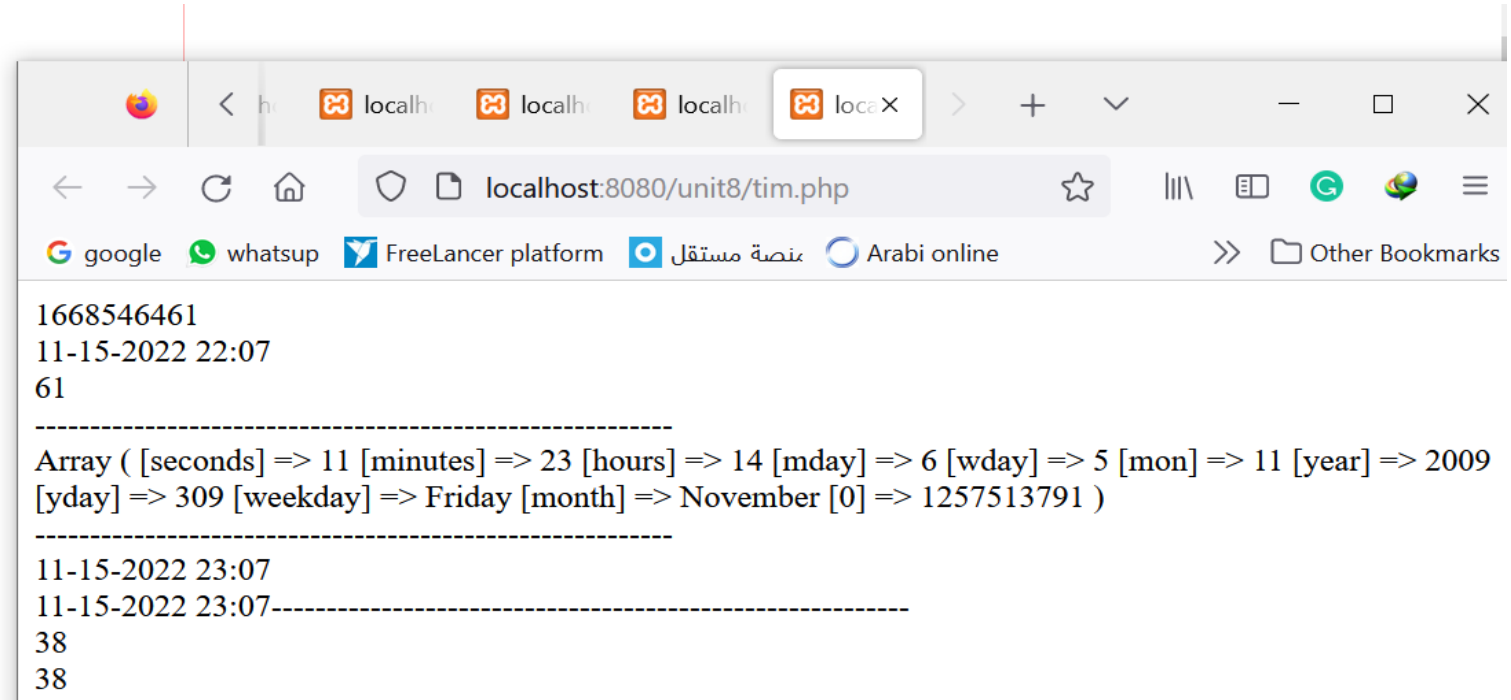 localh localh localh loca
localhost:8080/unit8/tim.php
google whatsup FreeLancer platform منصة مستقل Arabi online Other Bookmarks
1668546461
11-15-2022 22:07
61
----------------------------------------------------------
Array ( [seconds] => 11 [minutes] => 23 [hours] => 14 [mday] => 6 [wday] => 5 [mon] => 11 [year] => 2009
[yday] => 309 [weekday] => Friday [month] => November [0] => 1257513791 )
----------------------------------------------------------
11-15-2022 23:07
11-15-2022 23:07----------------------------------------------------------
38
38